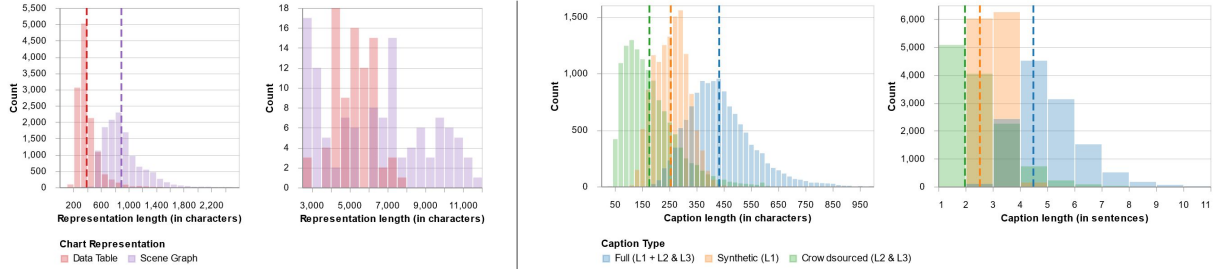 5,500
5,000
4,500
4,000
3,500
3,000
2,500
2,000
1,500
1,000
500
0
Count
200 600 1,000 1,400 1,800 2,200
Representation length (in characters)
18
16
14
12
10
8
6
4
2
0
Count
3,000 5,000 7,000 9,000 11,000
Representation length (in characters)
Chart Representation
Data Table Scene Graph
1,500
1,000
500
0
Count
50 150 250 350 450 550 650 750 850 950
Caption length (in characters)
6,000
5,000
4,000
3,000
2,000
1,000
0
Count
1 2 3 4 5 6 7 8 9 10 11
Caption length (in sentences)
Caption Type
Full (L1 + L2 & L3) Synthetic (L1) Crowdsourced (L2 & L3)